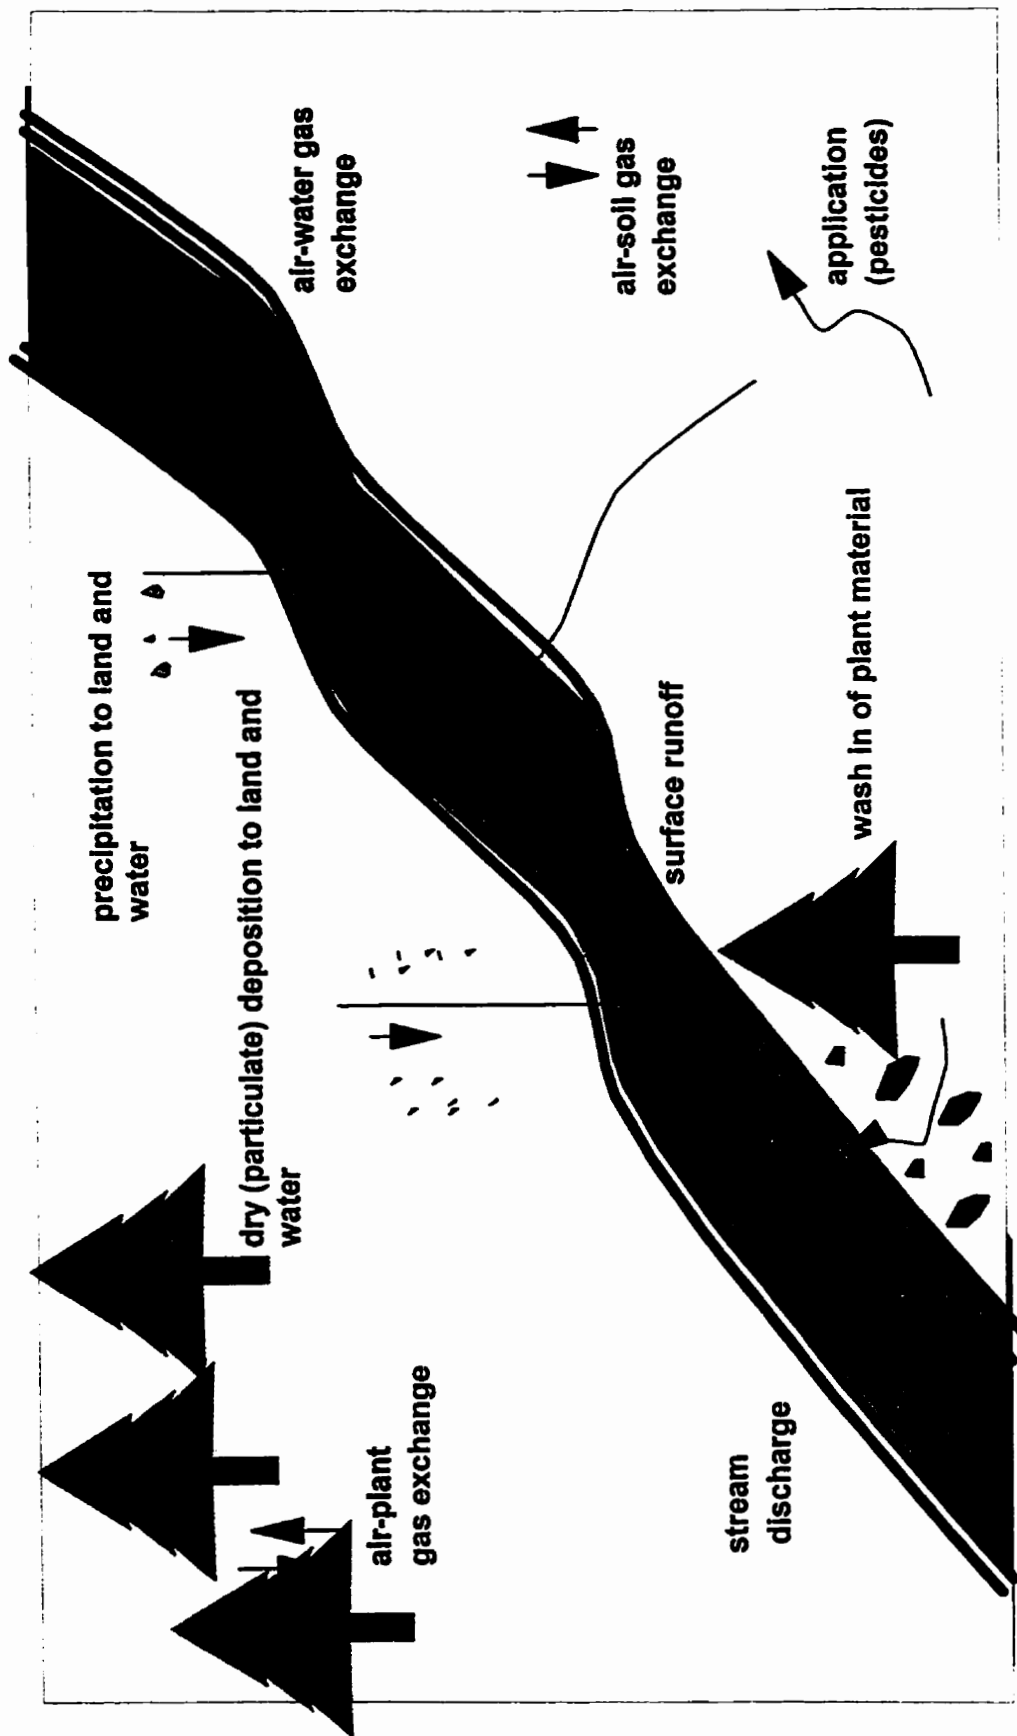 precipitation to land and
water
dry (particulate) deposition to land and
water
air-plant
gas exchange
air-water gas
exchange
air-soil gas
exchange
application
(pesticides)
surface runoff
wash in of plant material
stream
discharge